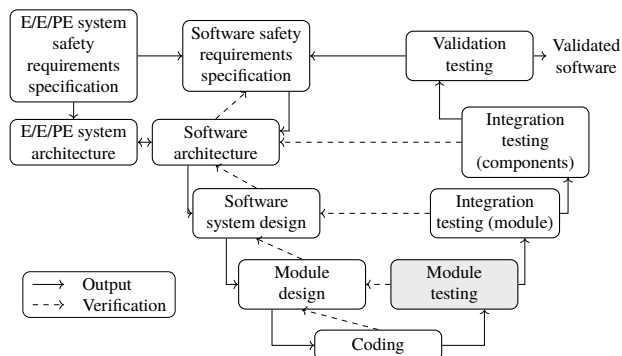 E/E/PE system
safety
requirements
specification
Software safety
requirements
specification
Validation
testing
Validated
software
E/E/PE system
architecture
Software
architecture
Integration
testing
(components)
Software
system design
Integration
testing (module)
Module
design
Module
testing
Output
Verification
Coding